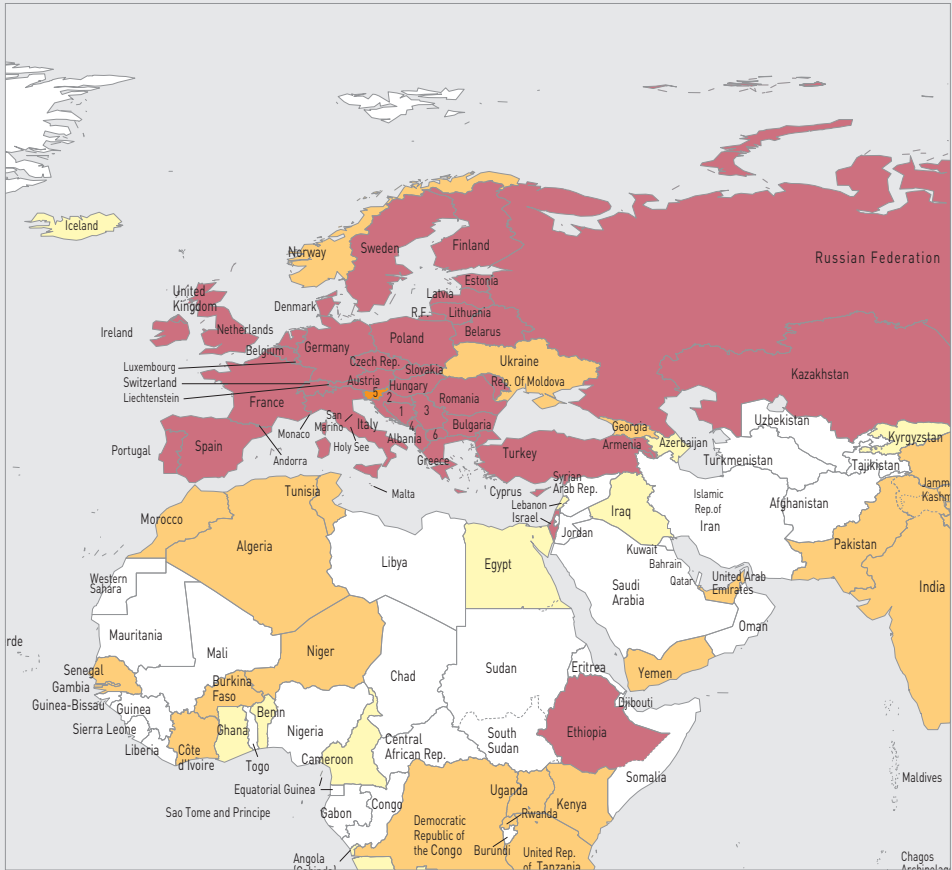 Iceland
Norway
Sweden
Finland
Russian Federation
Estonia
United
Kingdom
Denmark
Latvia
R.F.
Lithuania
Ireland
Netherlands
Belarus
Belgium
Germany
Poland
Luxembourg
Czech Rep.
Ukraine
Slovakia
Kazakhstan
Switzerland
Austria
Hungary
Rep. Of Moldova
Liechtenstein
5
2
Romania
France
1
3
San
Marino
Italy
4
Bulgaria
Georgia
Uzbekistan
Monaco
6
Armenia
Azerbaijan
Kyrgyzstan
Portugal
Spain
Holy See
Albania
Turkey
Turkmenistan
Tajikistan
Andorra
Greece
Syrian
Arab Rep.
Jammu
Kashm
Tunisia
Malta
Cyprus
Lebanon
Israel
Iraq
Islamic
Rep.of
Iran
Afghanistan
Morocco
Algeria
Jordan
Pakistan
Libya
Egypt
Kuwait
Bahrain
Qatar
United Arab
Emirates
India
Western
Sahara
Saudi
Arabia
Oman
rde
Mauritania
Mali
Niger
Chad
Sudan
Eritrea
Yemen
Senegal
Gambia
Guinea-Bissau
Burkina
Faso
Djibouti
Guinea
Sierra Leone
Liberia
Côte
d'Ivoire
Ghana
Benin
Togo
Nigeria
Cameroon
Central
African Rep.
South
Sudan
Ethiopia
Somalia
Maldives
Equatorial Guinea
Sao Tome and Principe
Gabon
Congo
Uganda
Kenya
Rwanda
Democratic
Republic of
the Congo
Burundi
United Rep.
of Tanzania
Angola
Chagos